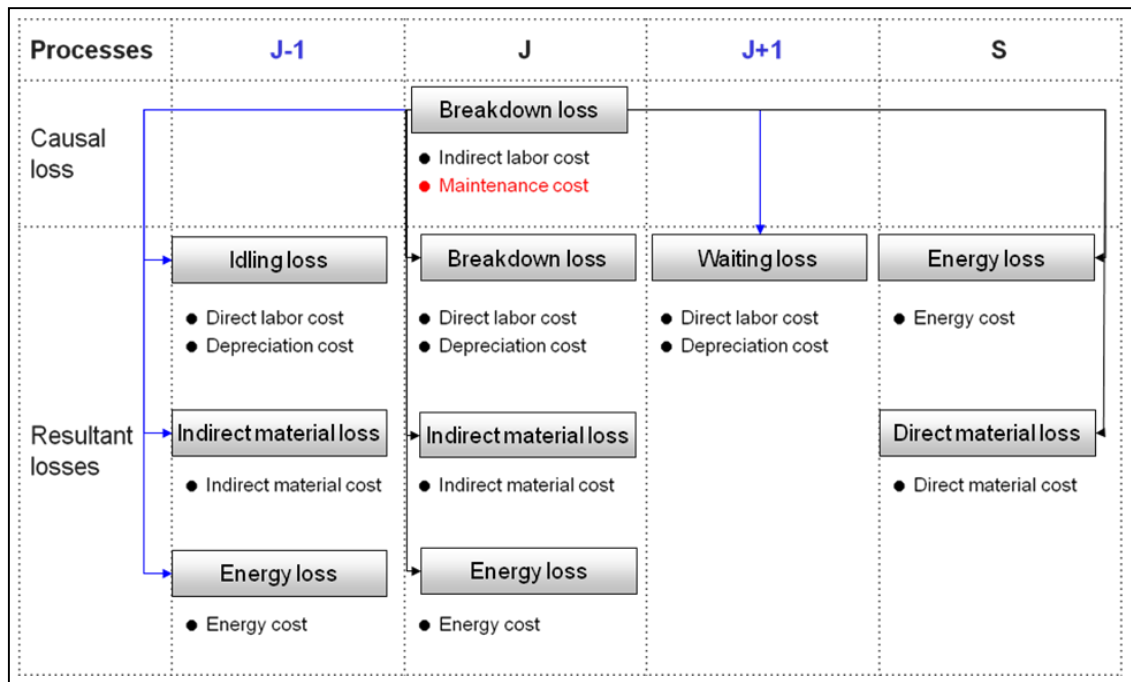 Processes
J-1
J
J+1
S
Causal
loss
Breakdown loss
● Indirect labor cost
● Maintenance cost
Resultant
losses
Idling loss
Breakdown loss
Waiting loss
Energy loss
● Direct labor cost
● Depreciation cost
● Direct labor cost
● Depreciation cost
● Direct labor cost
● Depreciation cost
● Energy cost
Indirect material loss
Indirect material loss
Direct material loss
● Indirect material cost
● Indirect material cost
● Direct material cost
Energy loss
Energy loss
● Energy cost
● Energy cost